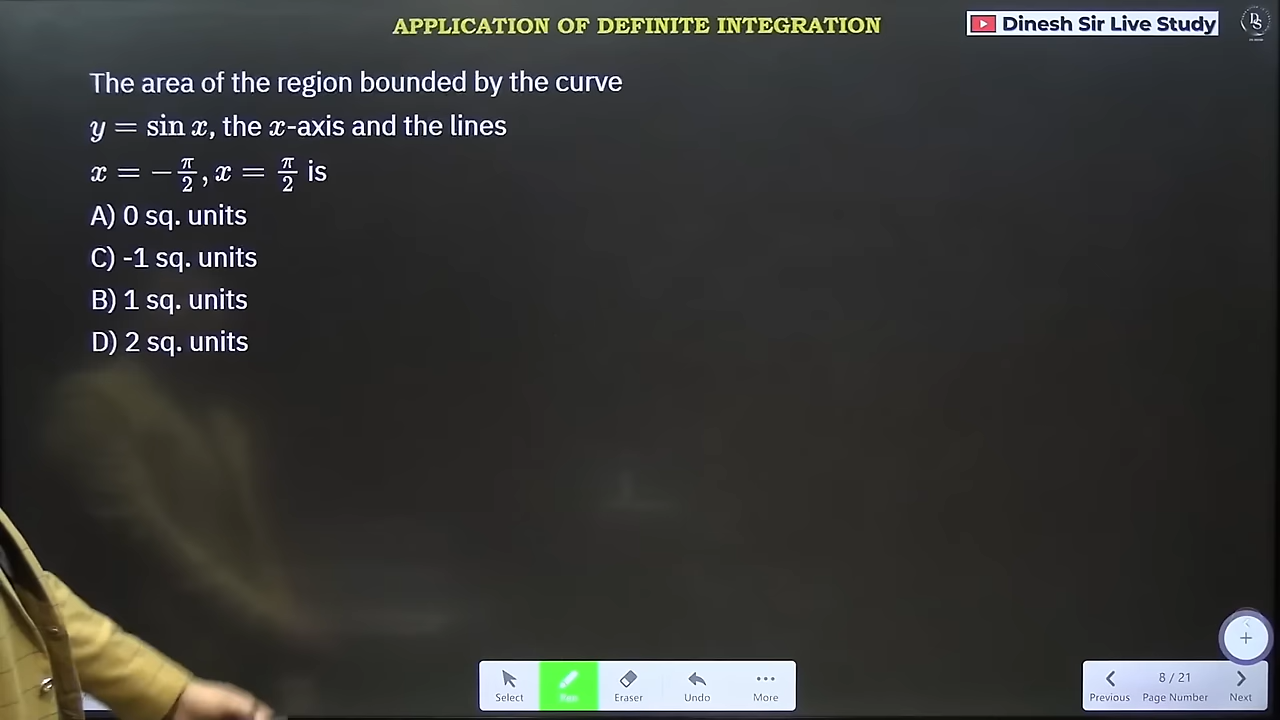 APPLICATION OF DEFINITE INTEGRATION
Dinesh Sir Live Study
DS
The area of the region bounded by the curve
y = sin x, the x-axis and the lines
x = −π/2, x = π/2 is
A) 0 sq. units
C) -1 sq. units
B) 1 sq. units
D) 2 sq. units
Select
Pen
Eraser
Undo
More
Previous
8 / 21
Page Number
Next